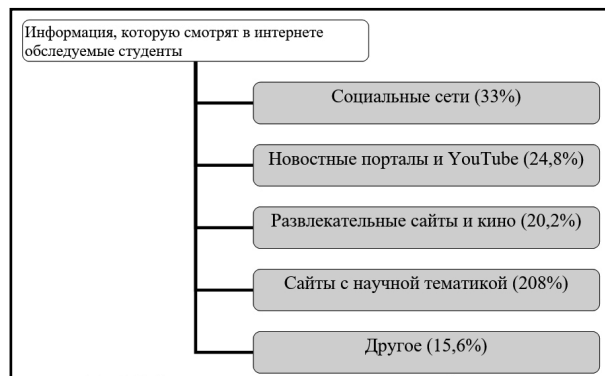 Информация, которую смотрят в интернете
обследуемые студенты
Социальные сети (33%)
Новостные порталы и YouTube (24,8%)
Развлекательные сайты и кино (20,2%)
Сайты с научной тематикой (208%)
Другое (15,6%)